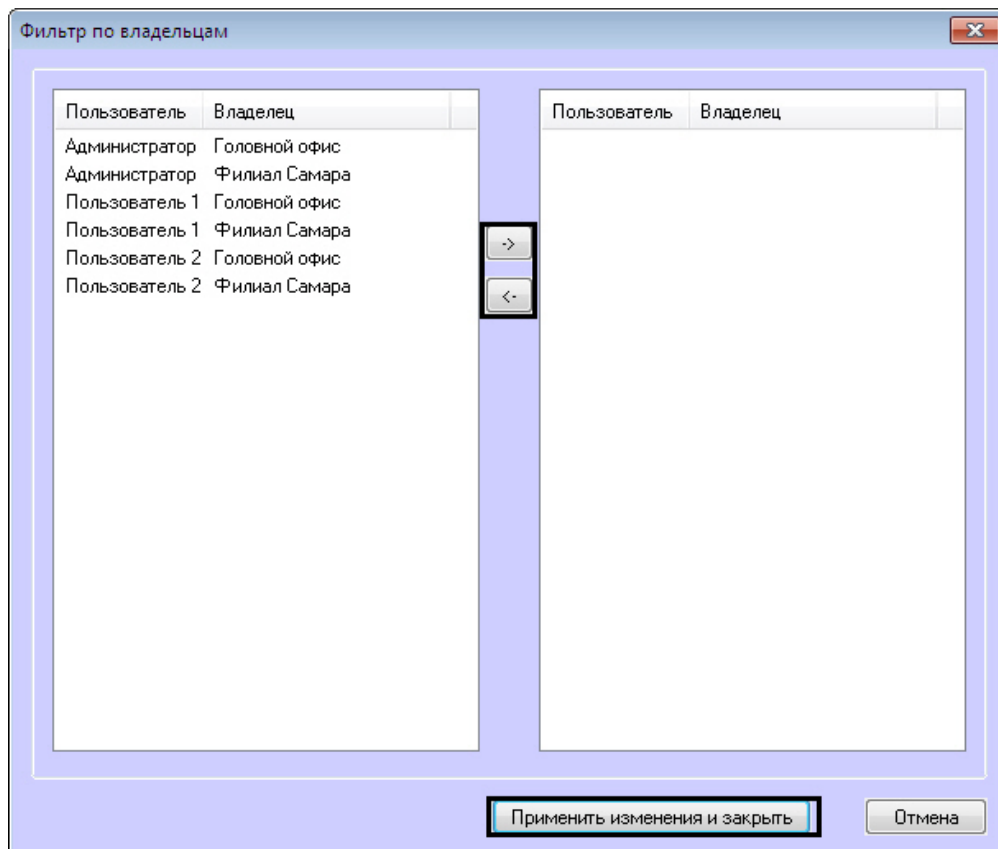 Фильтр по владельцам
Пользователь Владелец
Администратор Головной офис
Администратор Филиал Самара
Пользователь 1 Головной офис
Пользователь 1 Филиал Самара
Пользователь 2 Головной офис
Пользователь 2 Филиал Самара
->
<-
Пользователь Владелец
Применить изменения и закрыть
Отмена